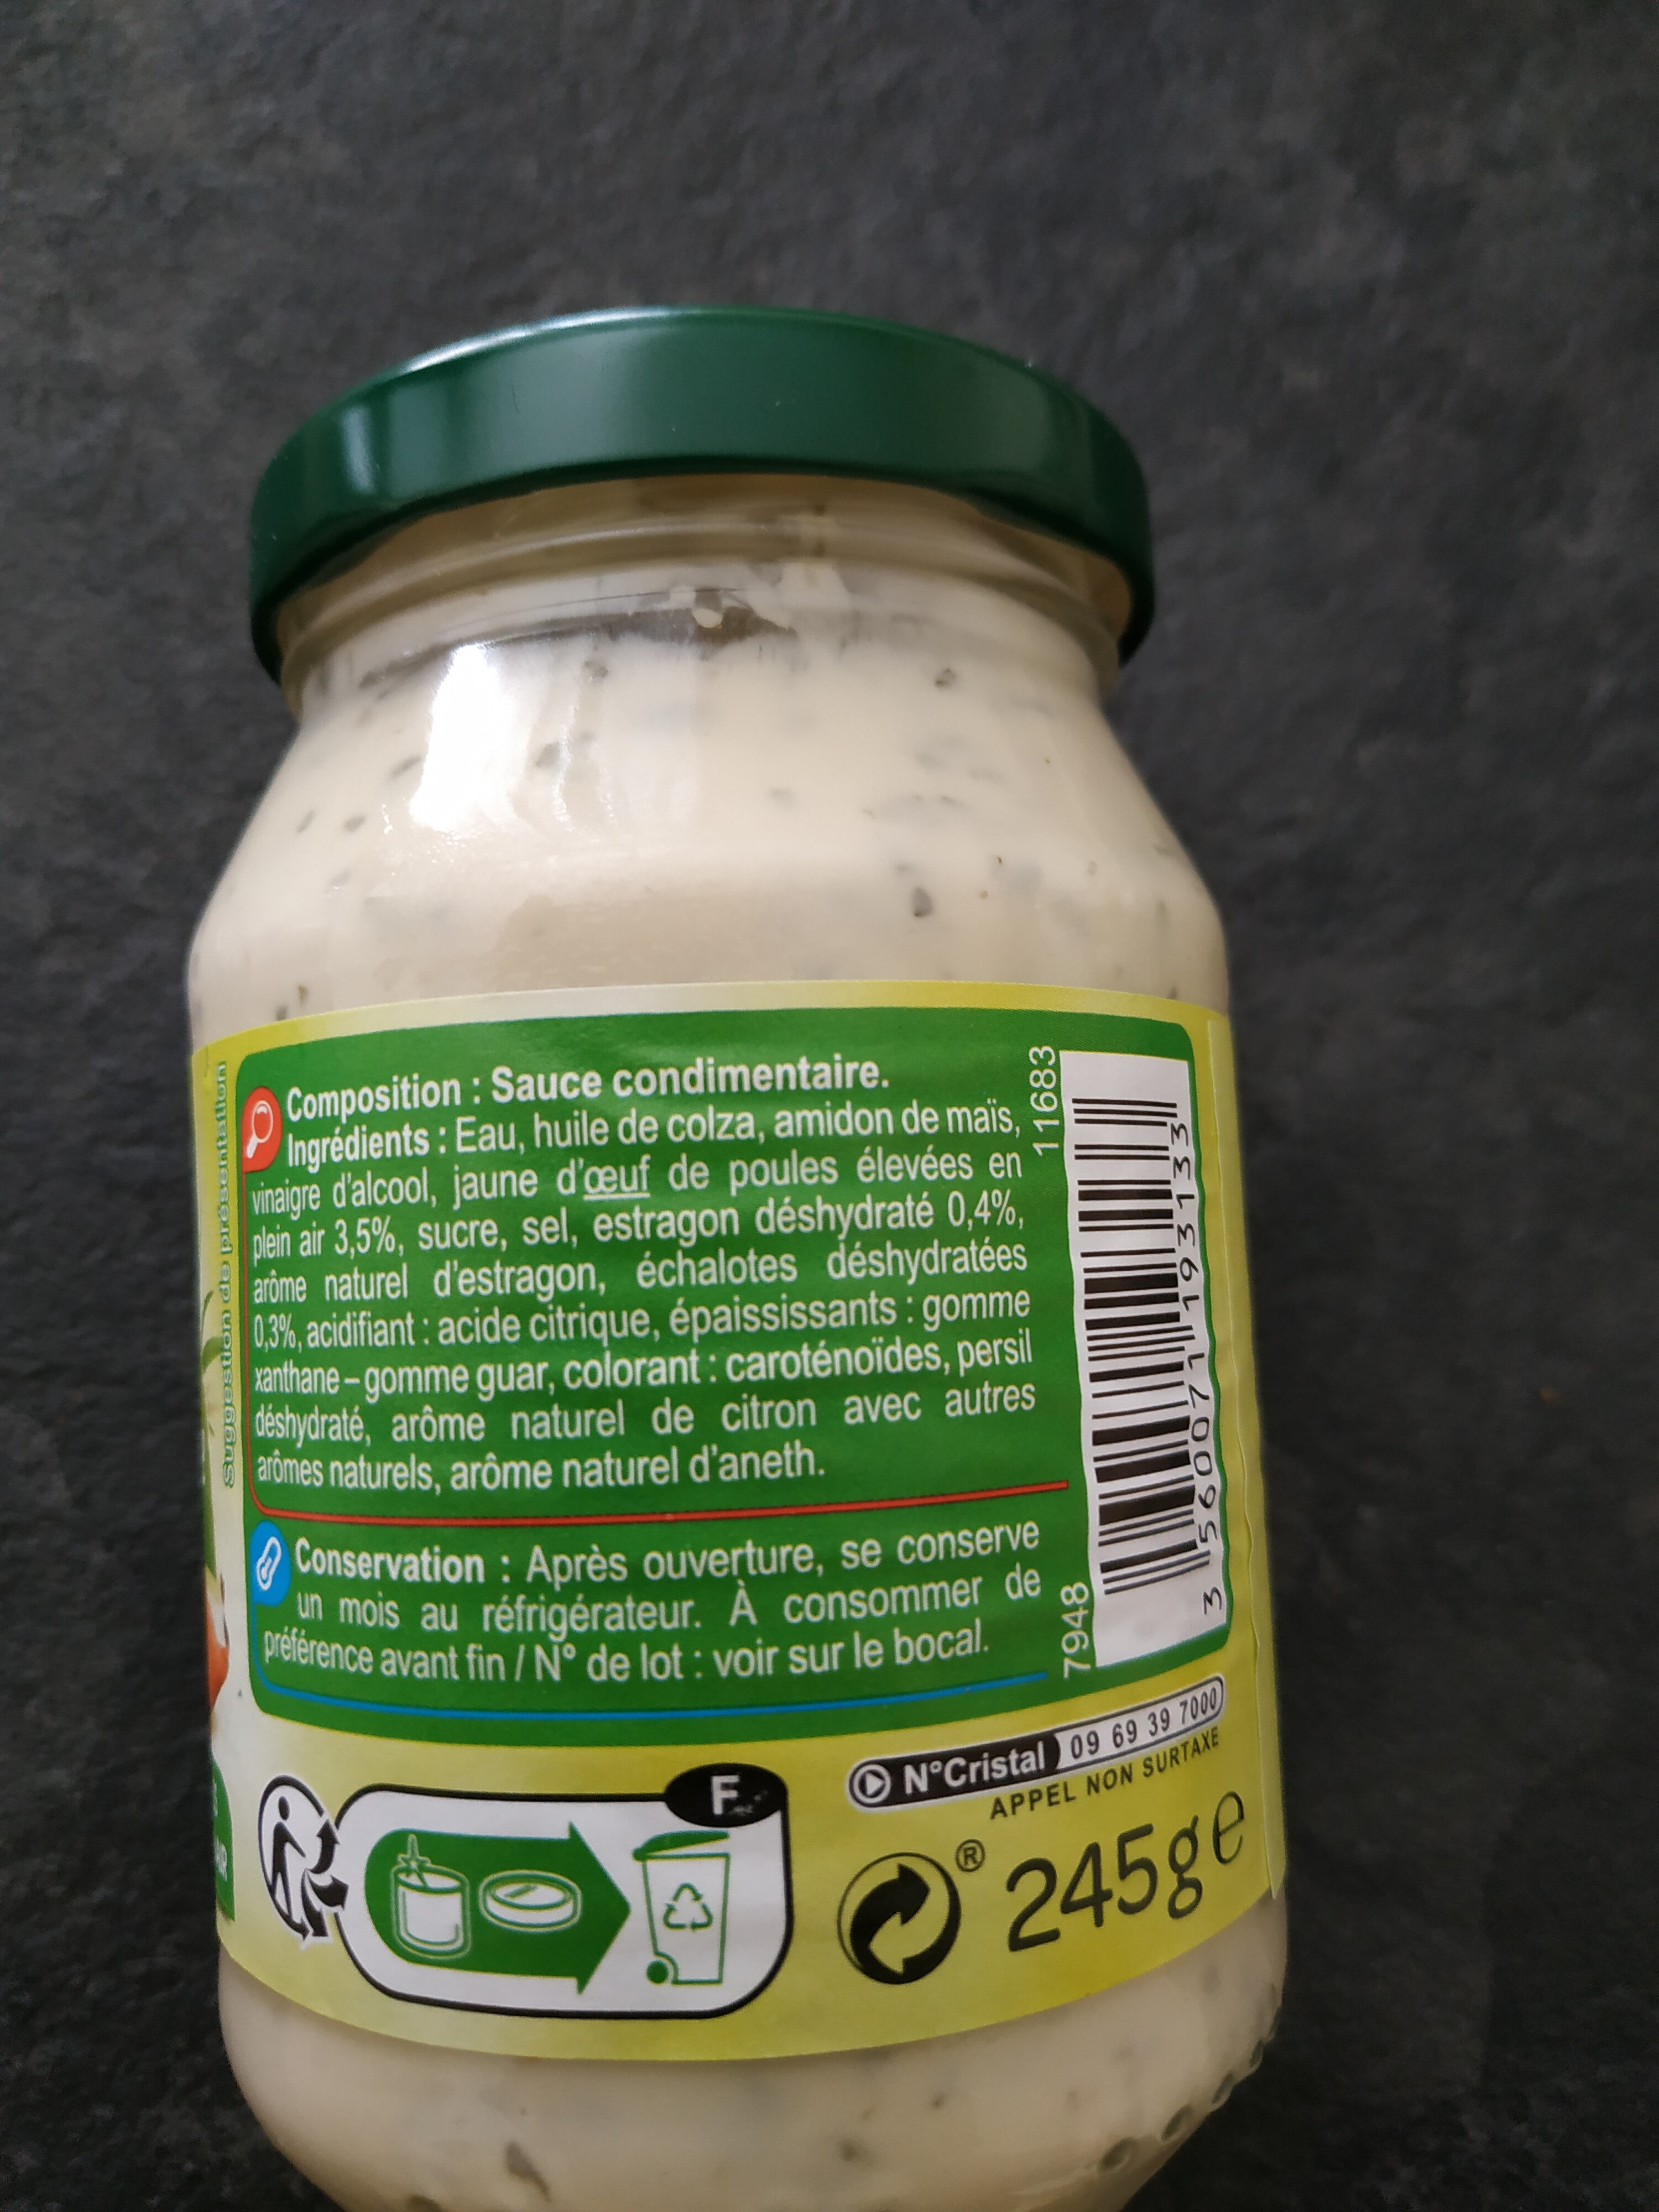 Suggestion de présentation
Composition : Sauce condimentaire.
Ingrédients : Eau, huile de colza, amidon de maïs,
vinaigre d'alcool, jaune d'œuf de poules élevées en
plein air 3,5%, sucre, sel, estragon déshydraté 0,4%,
arôme naturel d'estragon, échalotes déshydratées
0,3%, acidifiant : acide citrique, épaississants : gomme
xanthane – gomme guar, colorant : caroténoïdes, persil
déshydraté, arôme naturel de citron avec autres
arômes naturels, arôme naturel d'aneth.
Conservation : Après ouverture, se conserve
un mois au réfrigérateur. À consommer de
préférence avant fin / N° de lot : voir sur le bocal.
11683
7948
3 560071 193133
N°Cristal 09 69 39 7000
APPEL NON SURTAXE
F
® 245g e
AIR